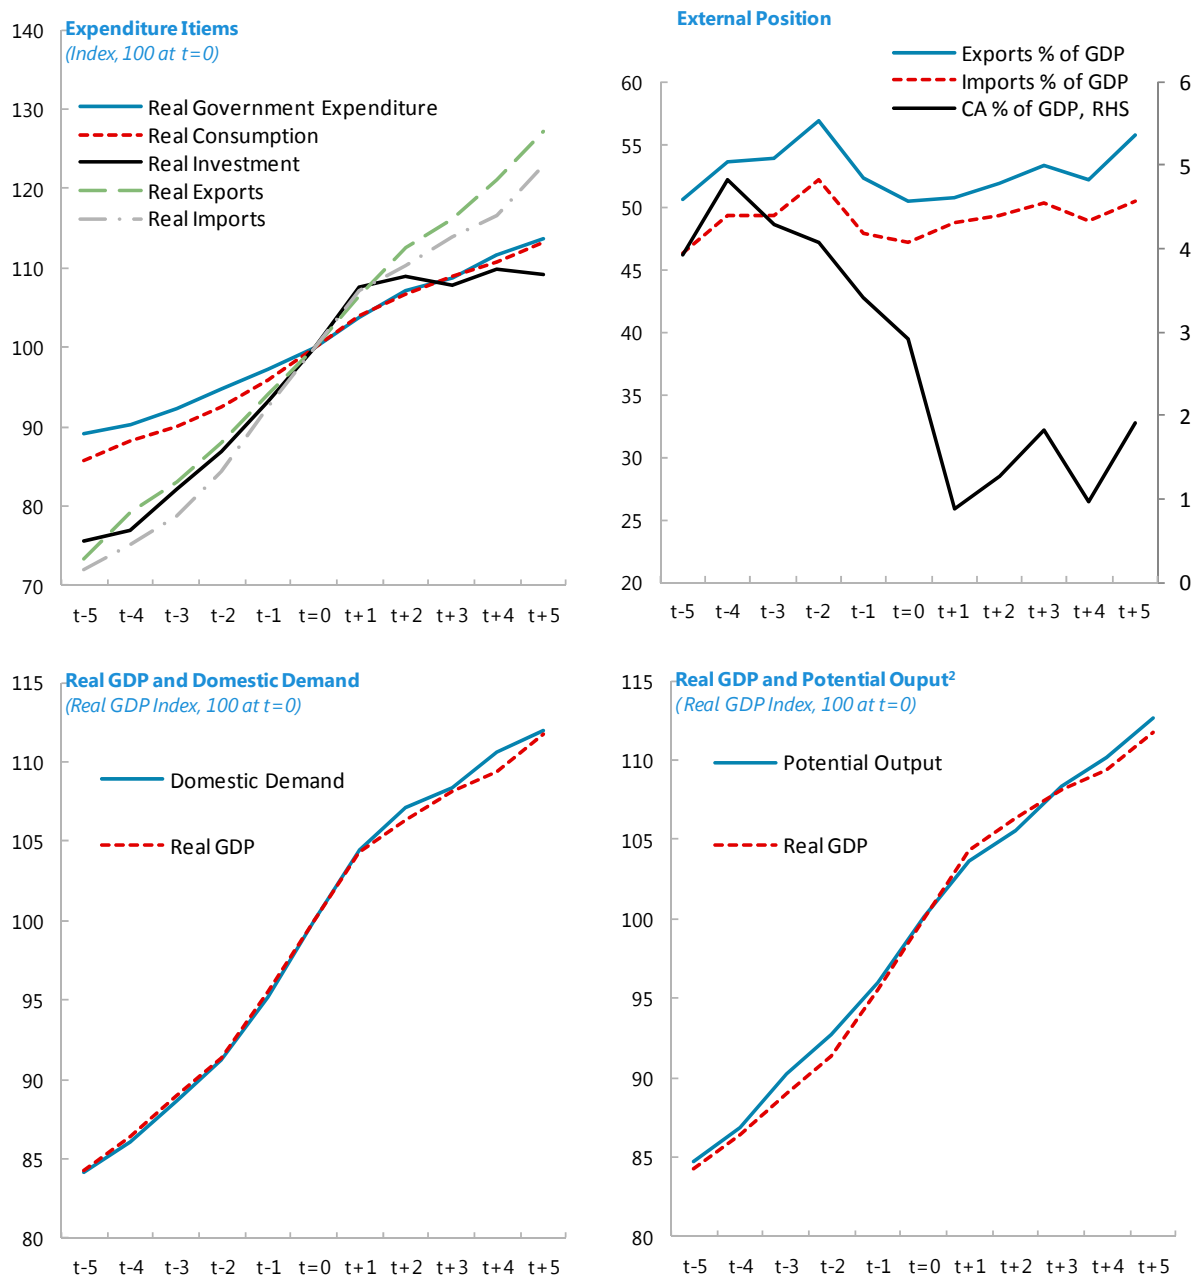 Expenditure Itiems
(Index, 100 at t=0)
140
130
120
110
100
90
80
70
Real Government Expenditure
Real Consumption
Real Investment
Real Exports
Real Imports
t-5 t-4 t-3 t-2 t-1 t=0 t+1 t+2 t+3 t+4 t+5
External Position
Exports % of GDP
Imports % of GDP
CA % of GDP, RHS
60
55
50
45
40
35
30
25
20
6
5
4
3
2
1
0
t-5 t-4 t-3 t-2 t-1 t=0 t+1 t+2 t+3 t+4 t+5
Real GDP and Domestic Demand
(Real GDP Index, 100 at t=0)
115
110
105
100
95
90
85
80
Domestic Demand
Real GDP
t-5 t-4 t-3 t-2 t-1 t=0 t+1 t+2 t+3 t+4 t+5
Real GDP and Potential Ouput²
(Real GDP Index, 100 at t=0)
115
110
105
100
95
90
85
80
Potential Output
Real GDP
t-5 t-4 t-3 t-2 t-1 t=0 t+1 t+2 t+3 t+4 t+5